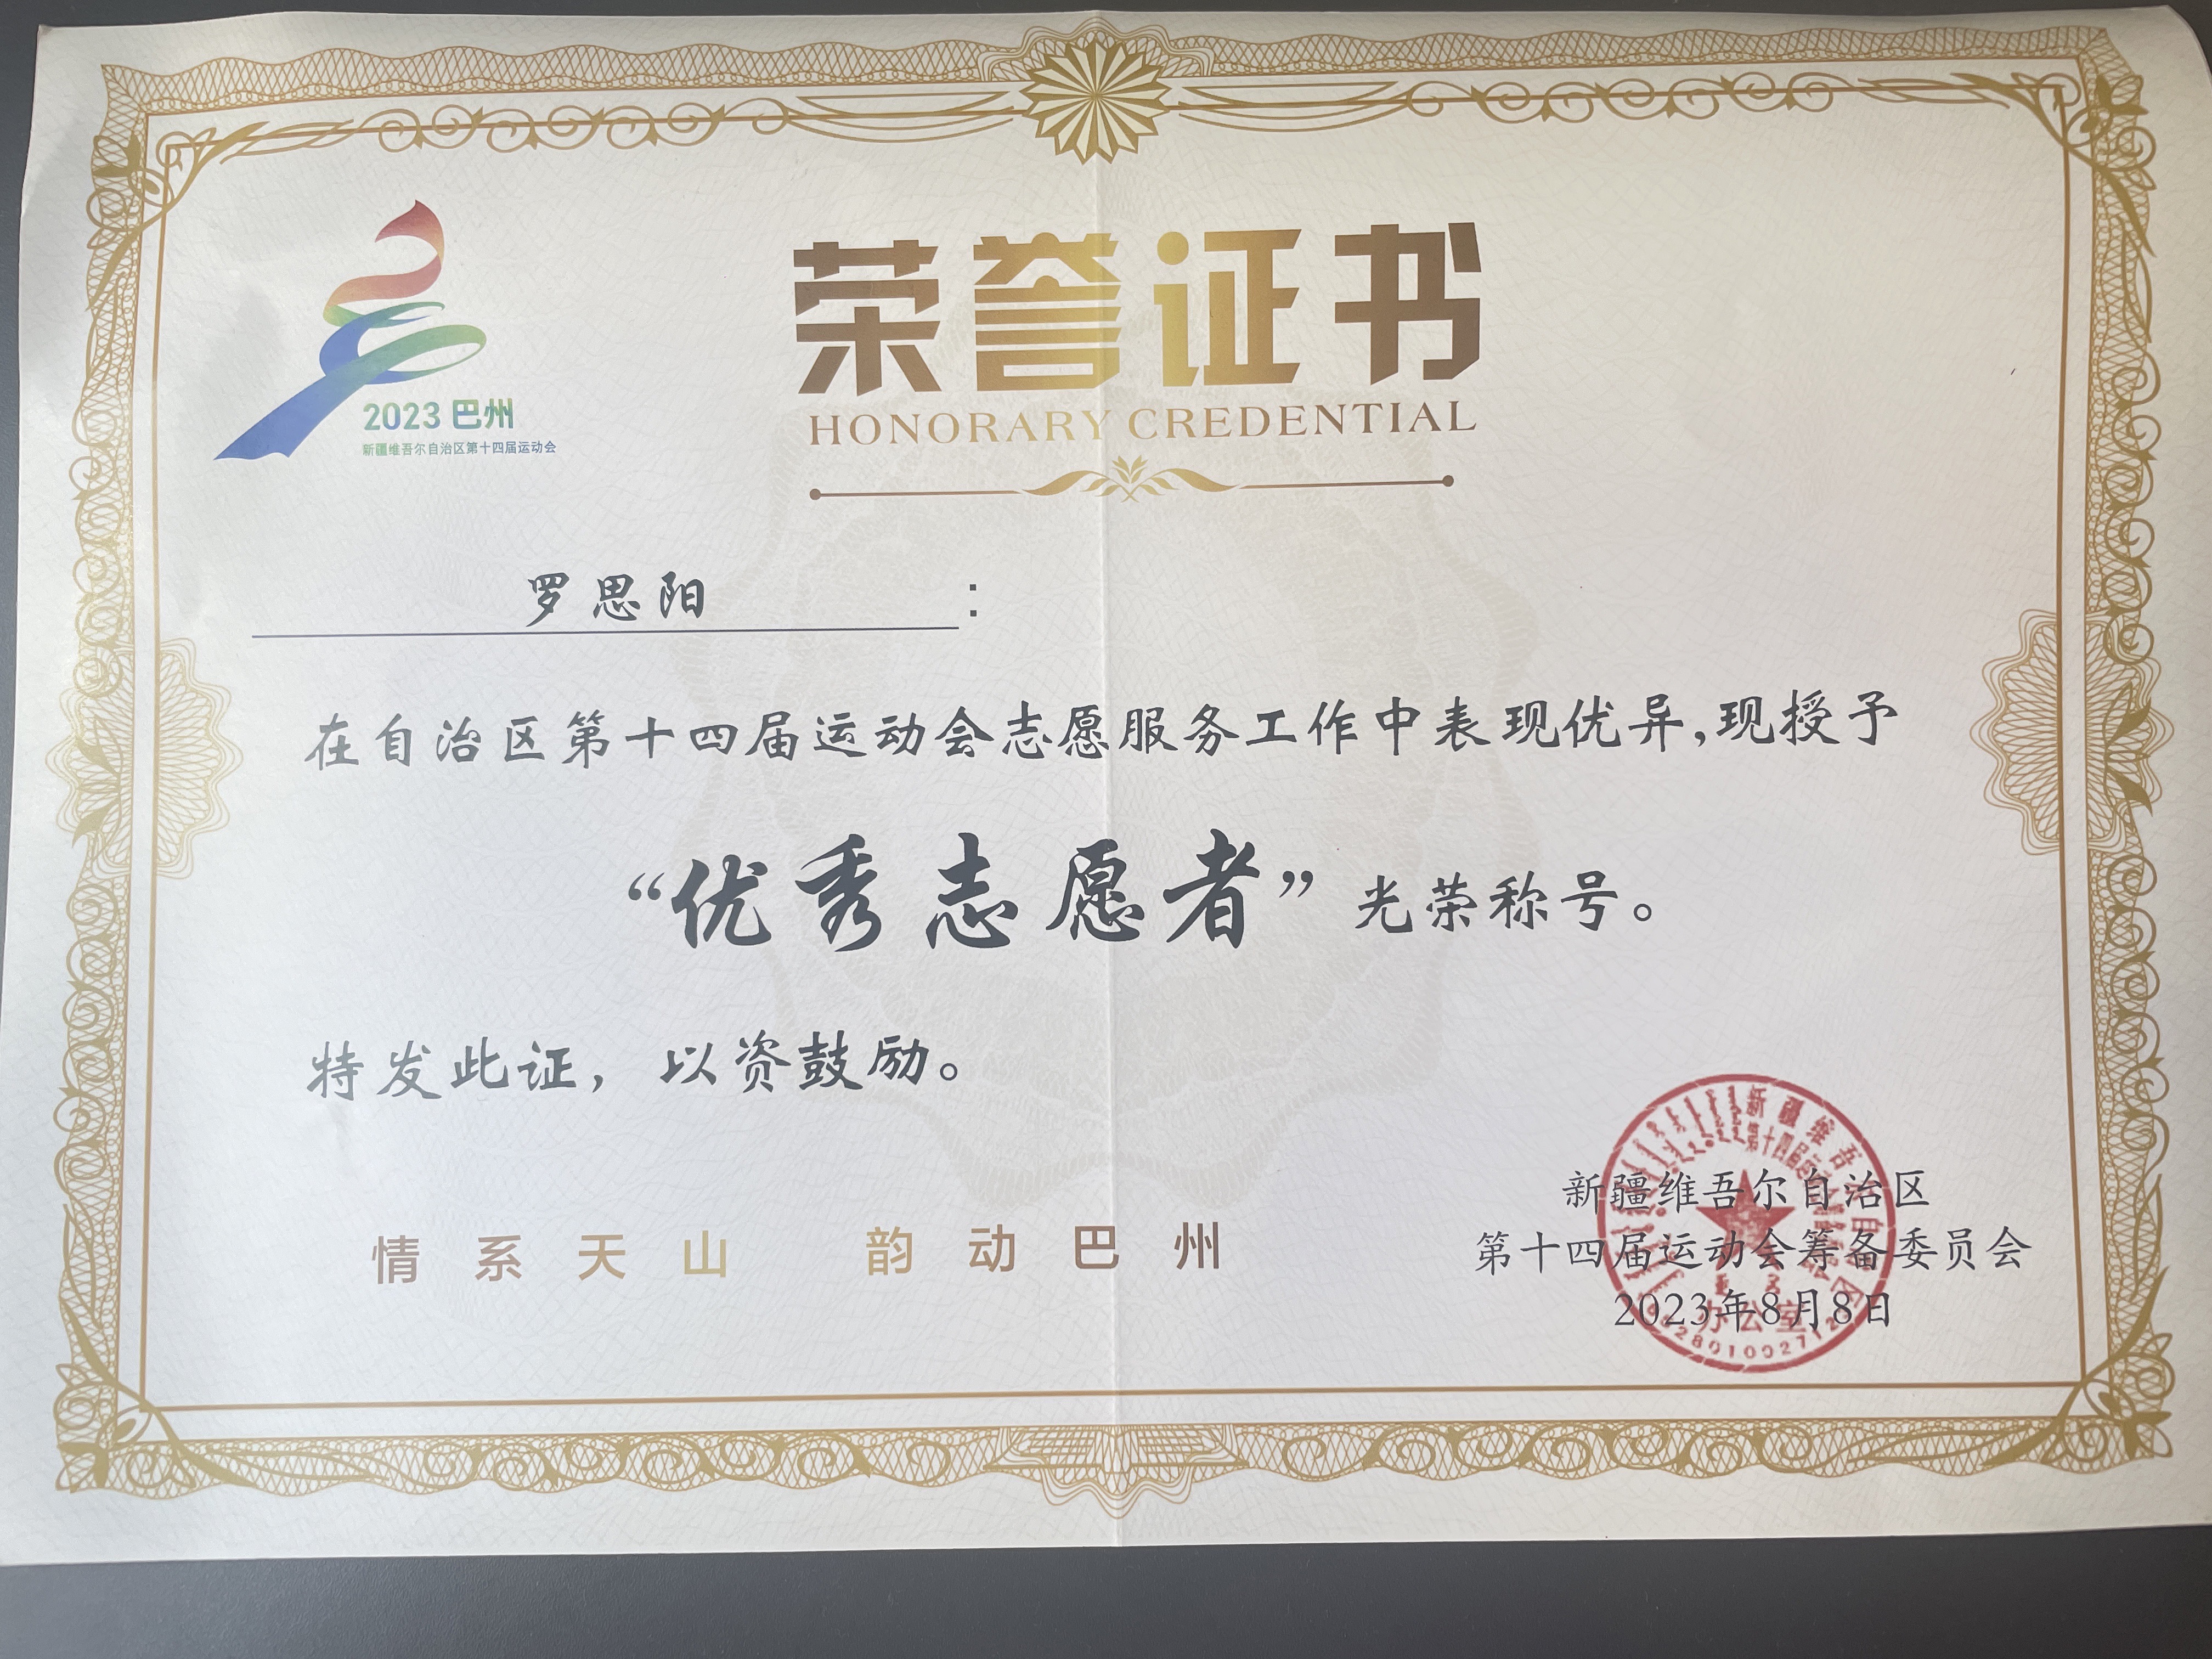 2023 巴州
新疆维吾尔自治区第十四届运动会
荣誉证书
HONORARY CREDENTIAL
罗思阳：
在自治区第十四届运动会志愿服务工作中表现优异,现授予
“优秀志愿者”光荣称号。
特发此证，以资鼓励。
情系天山 韵动巴州
新疆维吾尔自治区
第十四届运动会筹备委员会
2023年8月8日
办公室